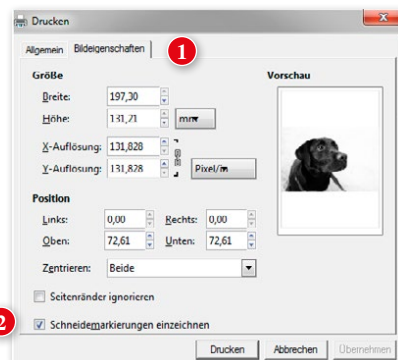 Drucken
Allgemein Bildeigenschaften 1
Größe Vorschau
Breite: 197,30
Höhe: 131,21 mm
X-Auflösung: 131,828
Y-Auflösung: 131,828 Pixel/in
Position
Links: 0,00 Rechts: 0,00
Oben: 72,61 Unten: 72,61
Zentrieren: Beide
Seitenränder ignorieren
2 Schneidemarkierungen einzeichnen
Drucken Abbrechen Übernehmen